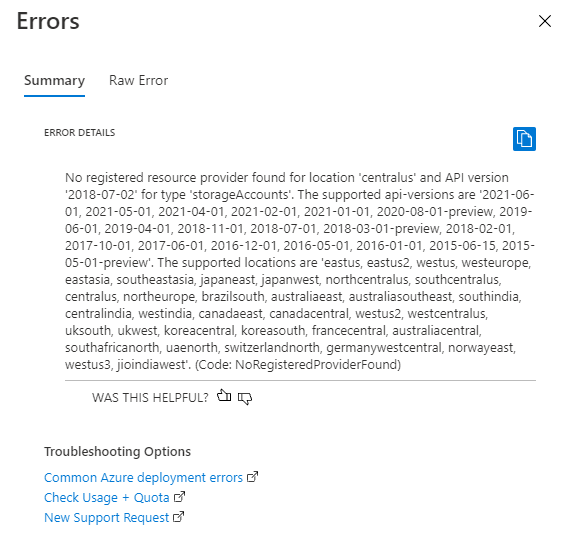 Errors
Summary
Raw Error
ERROR DETAILS
No registered resource provider found for location 'centralus' and API version
'2018-07-02' for type 'storageAccounts'. The supported api-versions are '2021-06-
01, 2021-05-01, 2021-04-01, 2021-02-01, 2021-01-01, 2020-08-01-preview, 2019-
06-01, 2019-04-01, 2018-11-01, 2018-07-01, 2018-03-01-preview, 2018-02-01,
2017-10-01, 2017-06-01, 2016-12-01, 2016-05-01, 2016-01-01, 2015-06-15, 2015-
05-01-preview'. The supported locations are 'eastus, eastus2, westus, westeurope,
eastasia, southeastasia, japaneast, japanwest, northcentralus, southcentralus,
centralus, northeurope, brazilsouth, australiaeast, australiasoutheast, southindia,
centralindia, westindia, canadaeast, canadacentral, westus2, westcentralus,
uksouth, ukwest, koreacentral, koreasouth, francecentral, australiacentral,
southafricanorth, uaenorth, switzerlandnorth, germanywestcentral, norwayeast,
westus3, jioindiawest'. (Code: NoRegisteredProviderFound)
WAS THIS HELPFUL?
Troubleshooting Options
Common Azure deployment errors
Check Usage + Quota
New Support Request